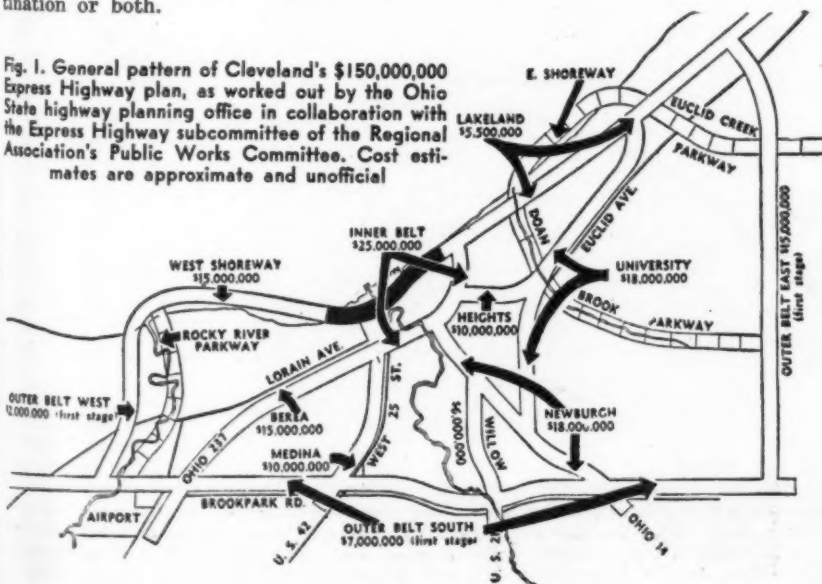 or both.
Fig. 1. General pattern of Cleveland's $150,000,000
Express Highway plan, as worked out by the Ohio
State highway planning office in collaboration with
the Express Highway subcommittee of the Regional
Association's Public Works Committee. Cost esti-
mates are approximate and unofficial
E. SHOREWAY
LAKELAND
$5,500,000
EUCLID CREEK
PARKWAY
DOAN
BROOK
PARKWAY
EUCLID AVE.
INNER BELT
$25,000,000
WEST SHOREWAY
$15,000,000
UNIVERSITY
$18,000,000
HEIGHTS
$10,000,000
OUTER BELT EAST $15,000,000
(first stage)
ROCKY RIVER
PARKWAY
LORAIN AVE.
OUTER BELT WEST
(first stage)
BEREA
$15,000,000
OHIO 237
WEST 25 ST.
WILLOW
$6,000,000
NEWBURGH
$18,000,000
MEDINA
$10,000,000
BROOKPARK RD.
AIRPORT
OUTER BELT SOUTH
$7,000,000 (first stage)
U. S. 42
U. S.
OHIO 14